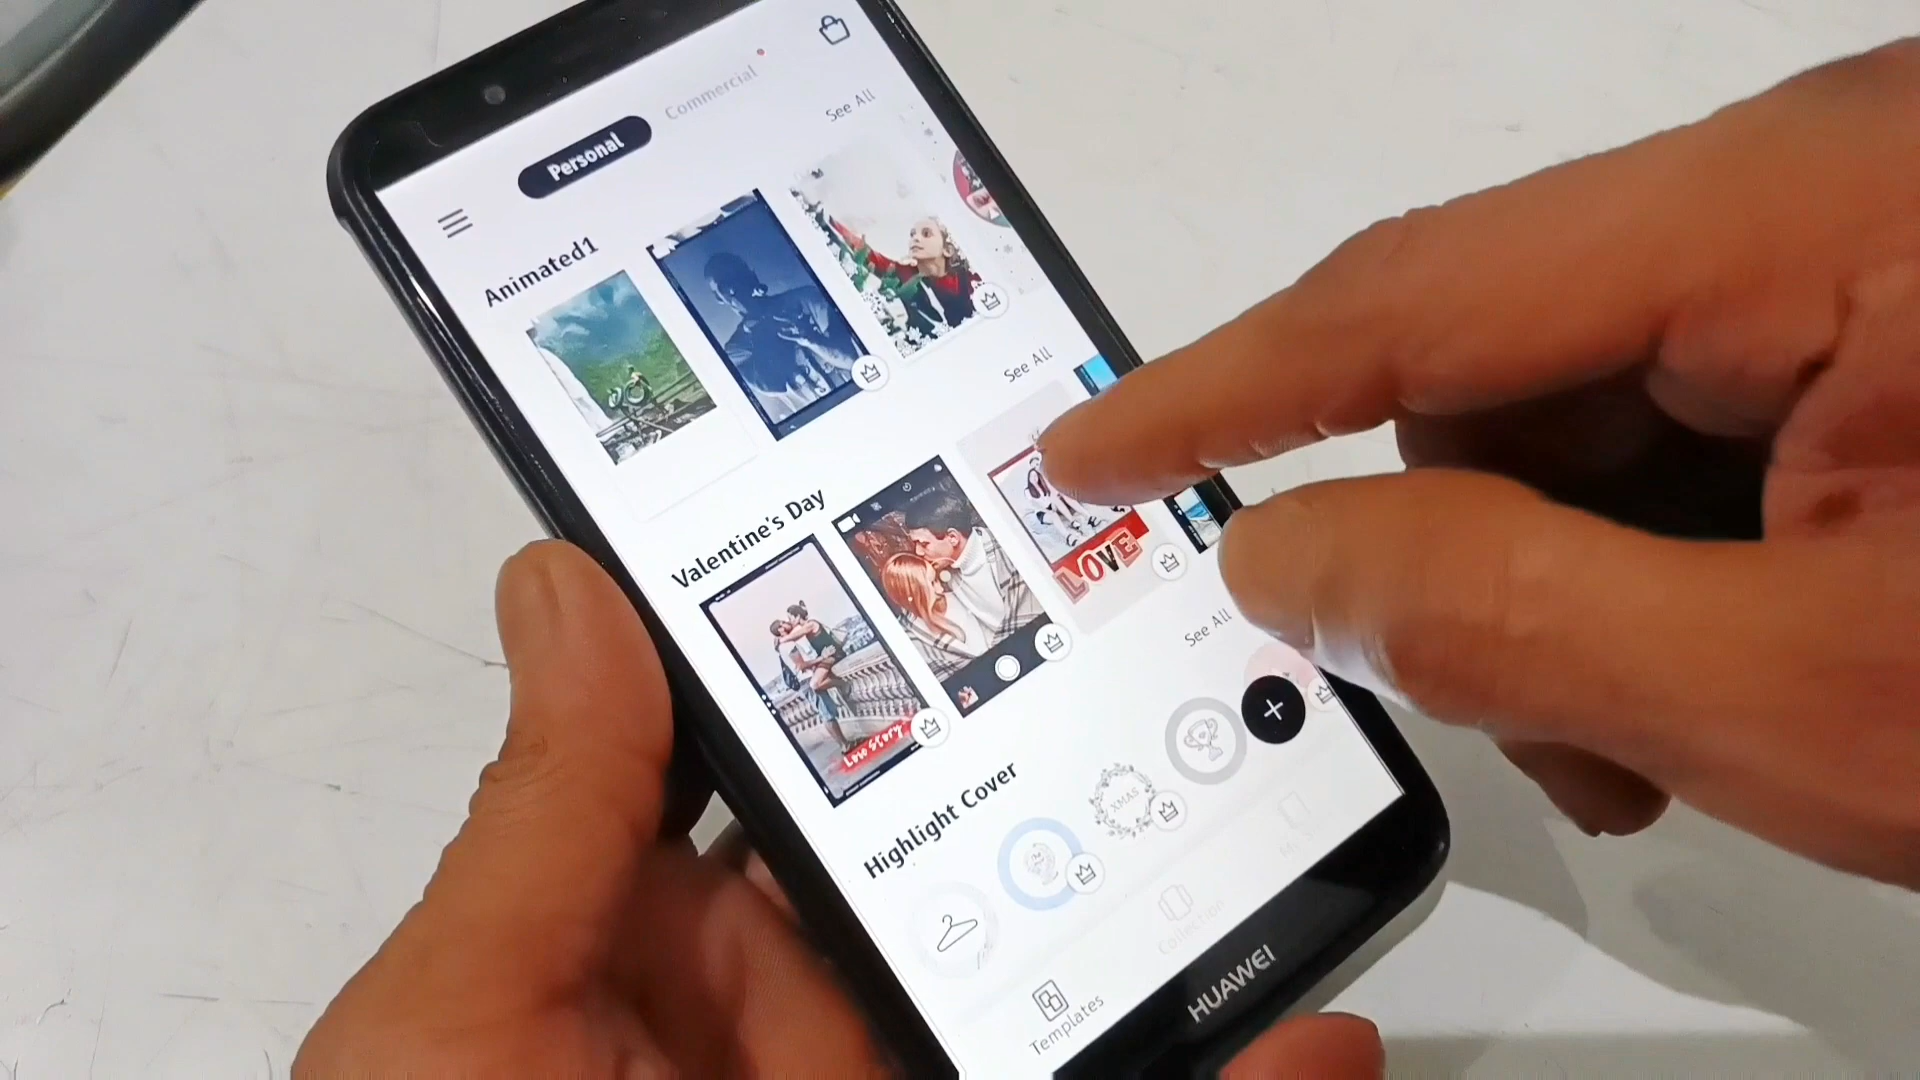 Personal
Commercial
Animated1
See All
Valentine's Day
See All
LOVE
Love Story
Highlight Cover
See All
XMAS
Templates
Collection
HUAWEI